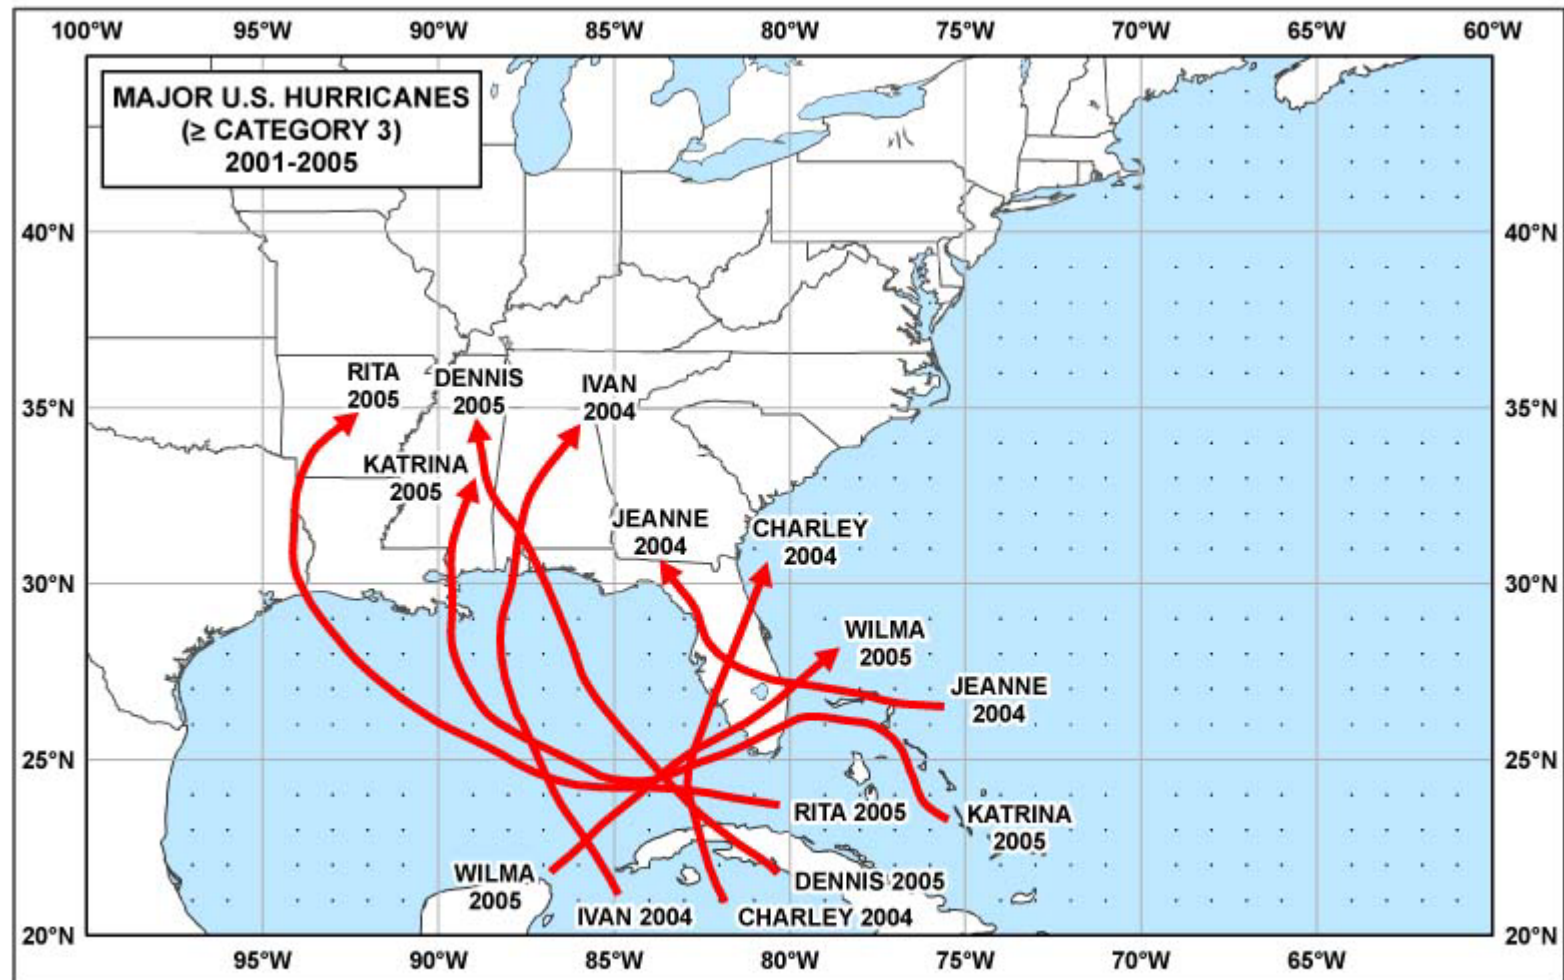 100°W 95°W 90°W 85°W 80°W 75°W 70°W 65°W 60°W
MAJOR U.S. HURRICANES
(≥ CATEGORY 3)
2001-2005
40°N 40°N
RITA
2005
DENNIS
2005
IVAN
2004
35°N 35°N
KATRINA
2005
JEANNE
2004
CHARLEY
2004
30°N 30°N
WILMA
2005
JEANNE
2004
25°N 25°N
RITA 2005
KATRINA
2005
WILMA
2005
DENNIS 2005
IVAN 2004
CHARLEY 2004
20°N 20°N
95°W 90°W 85°W 80°W 75°W 70°W 65°W